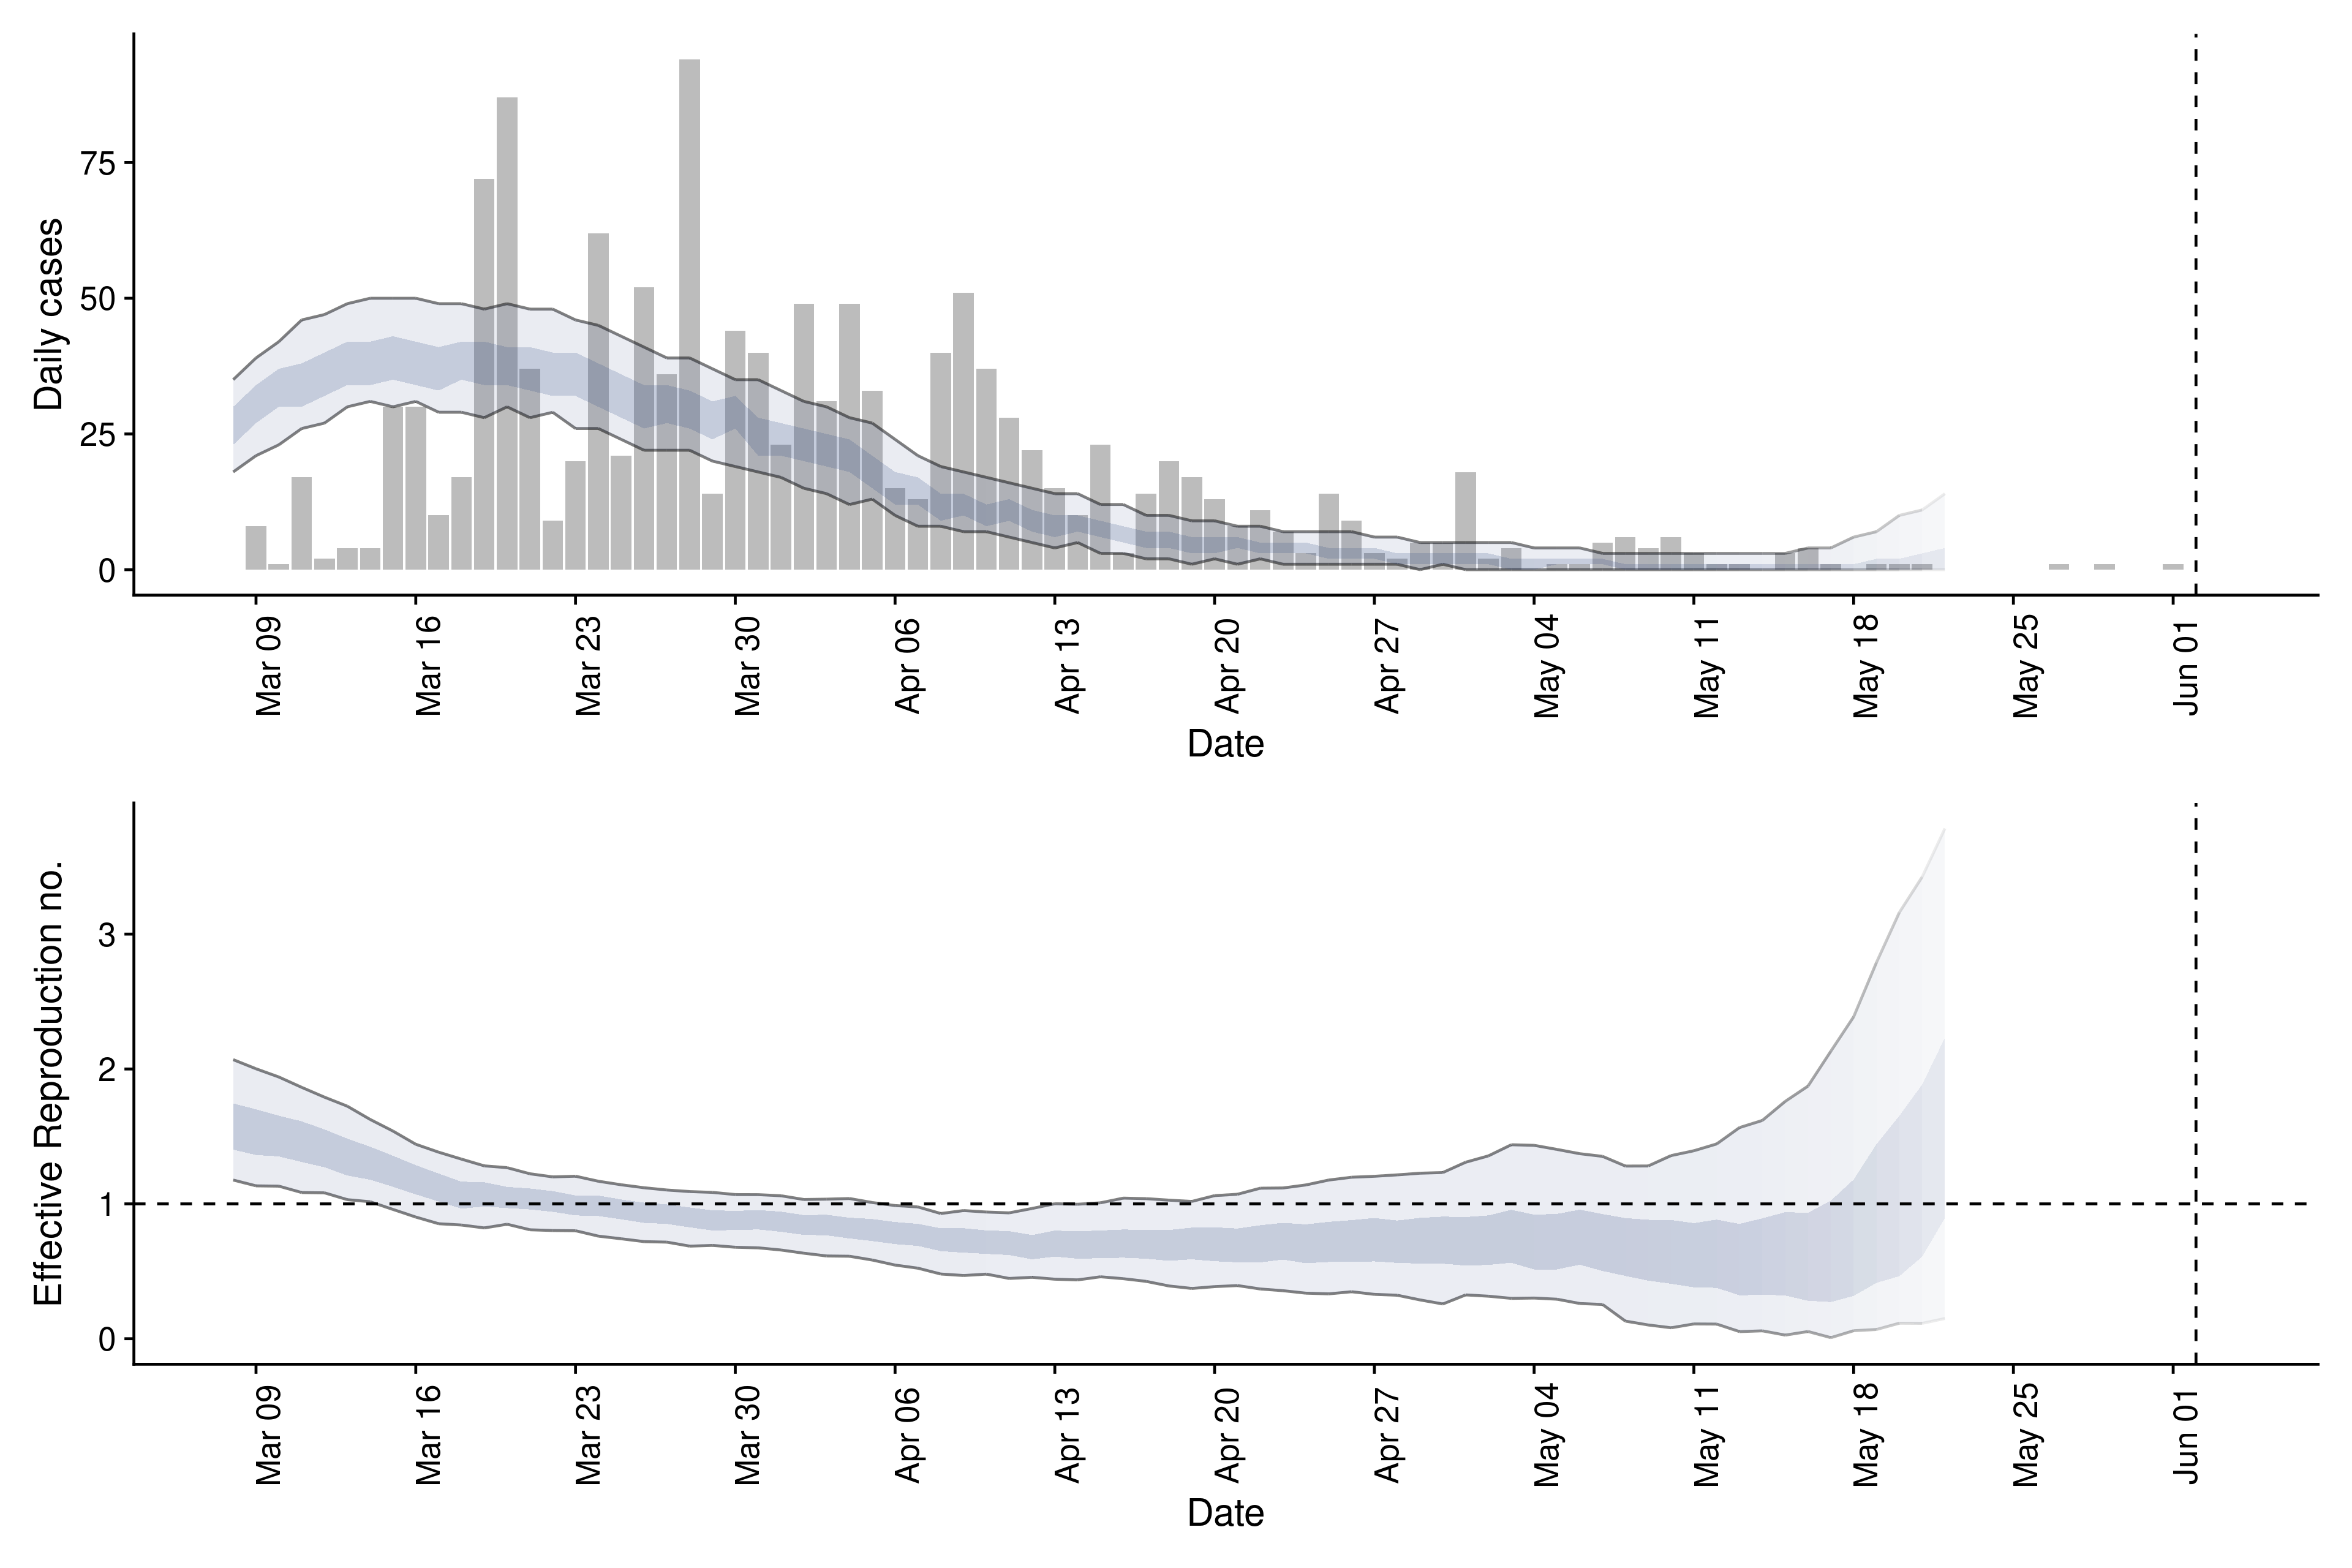 Daily cases
75
50
25
0
Mar 09
Mar 16
Mar 23
Mar 30
Apr 06
Apr 13
Apr 20
Apr 27
May 04
May 11
May 18
May 25
Jun 01
Date
Effective Reproduction no.
3
2
1
0
Mar 09
Mar 16
Mar 23
Mar 30
Apr 06
Apr 13
Apr 20
Apr 27
May 04
May 11
May 18
May 25
Jun 01
Date